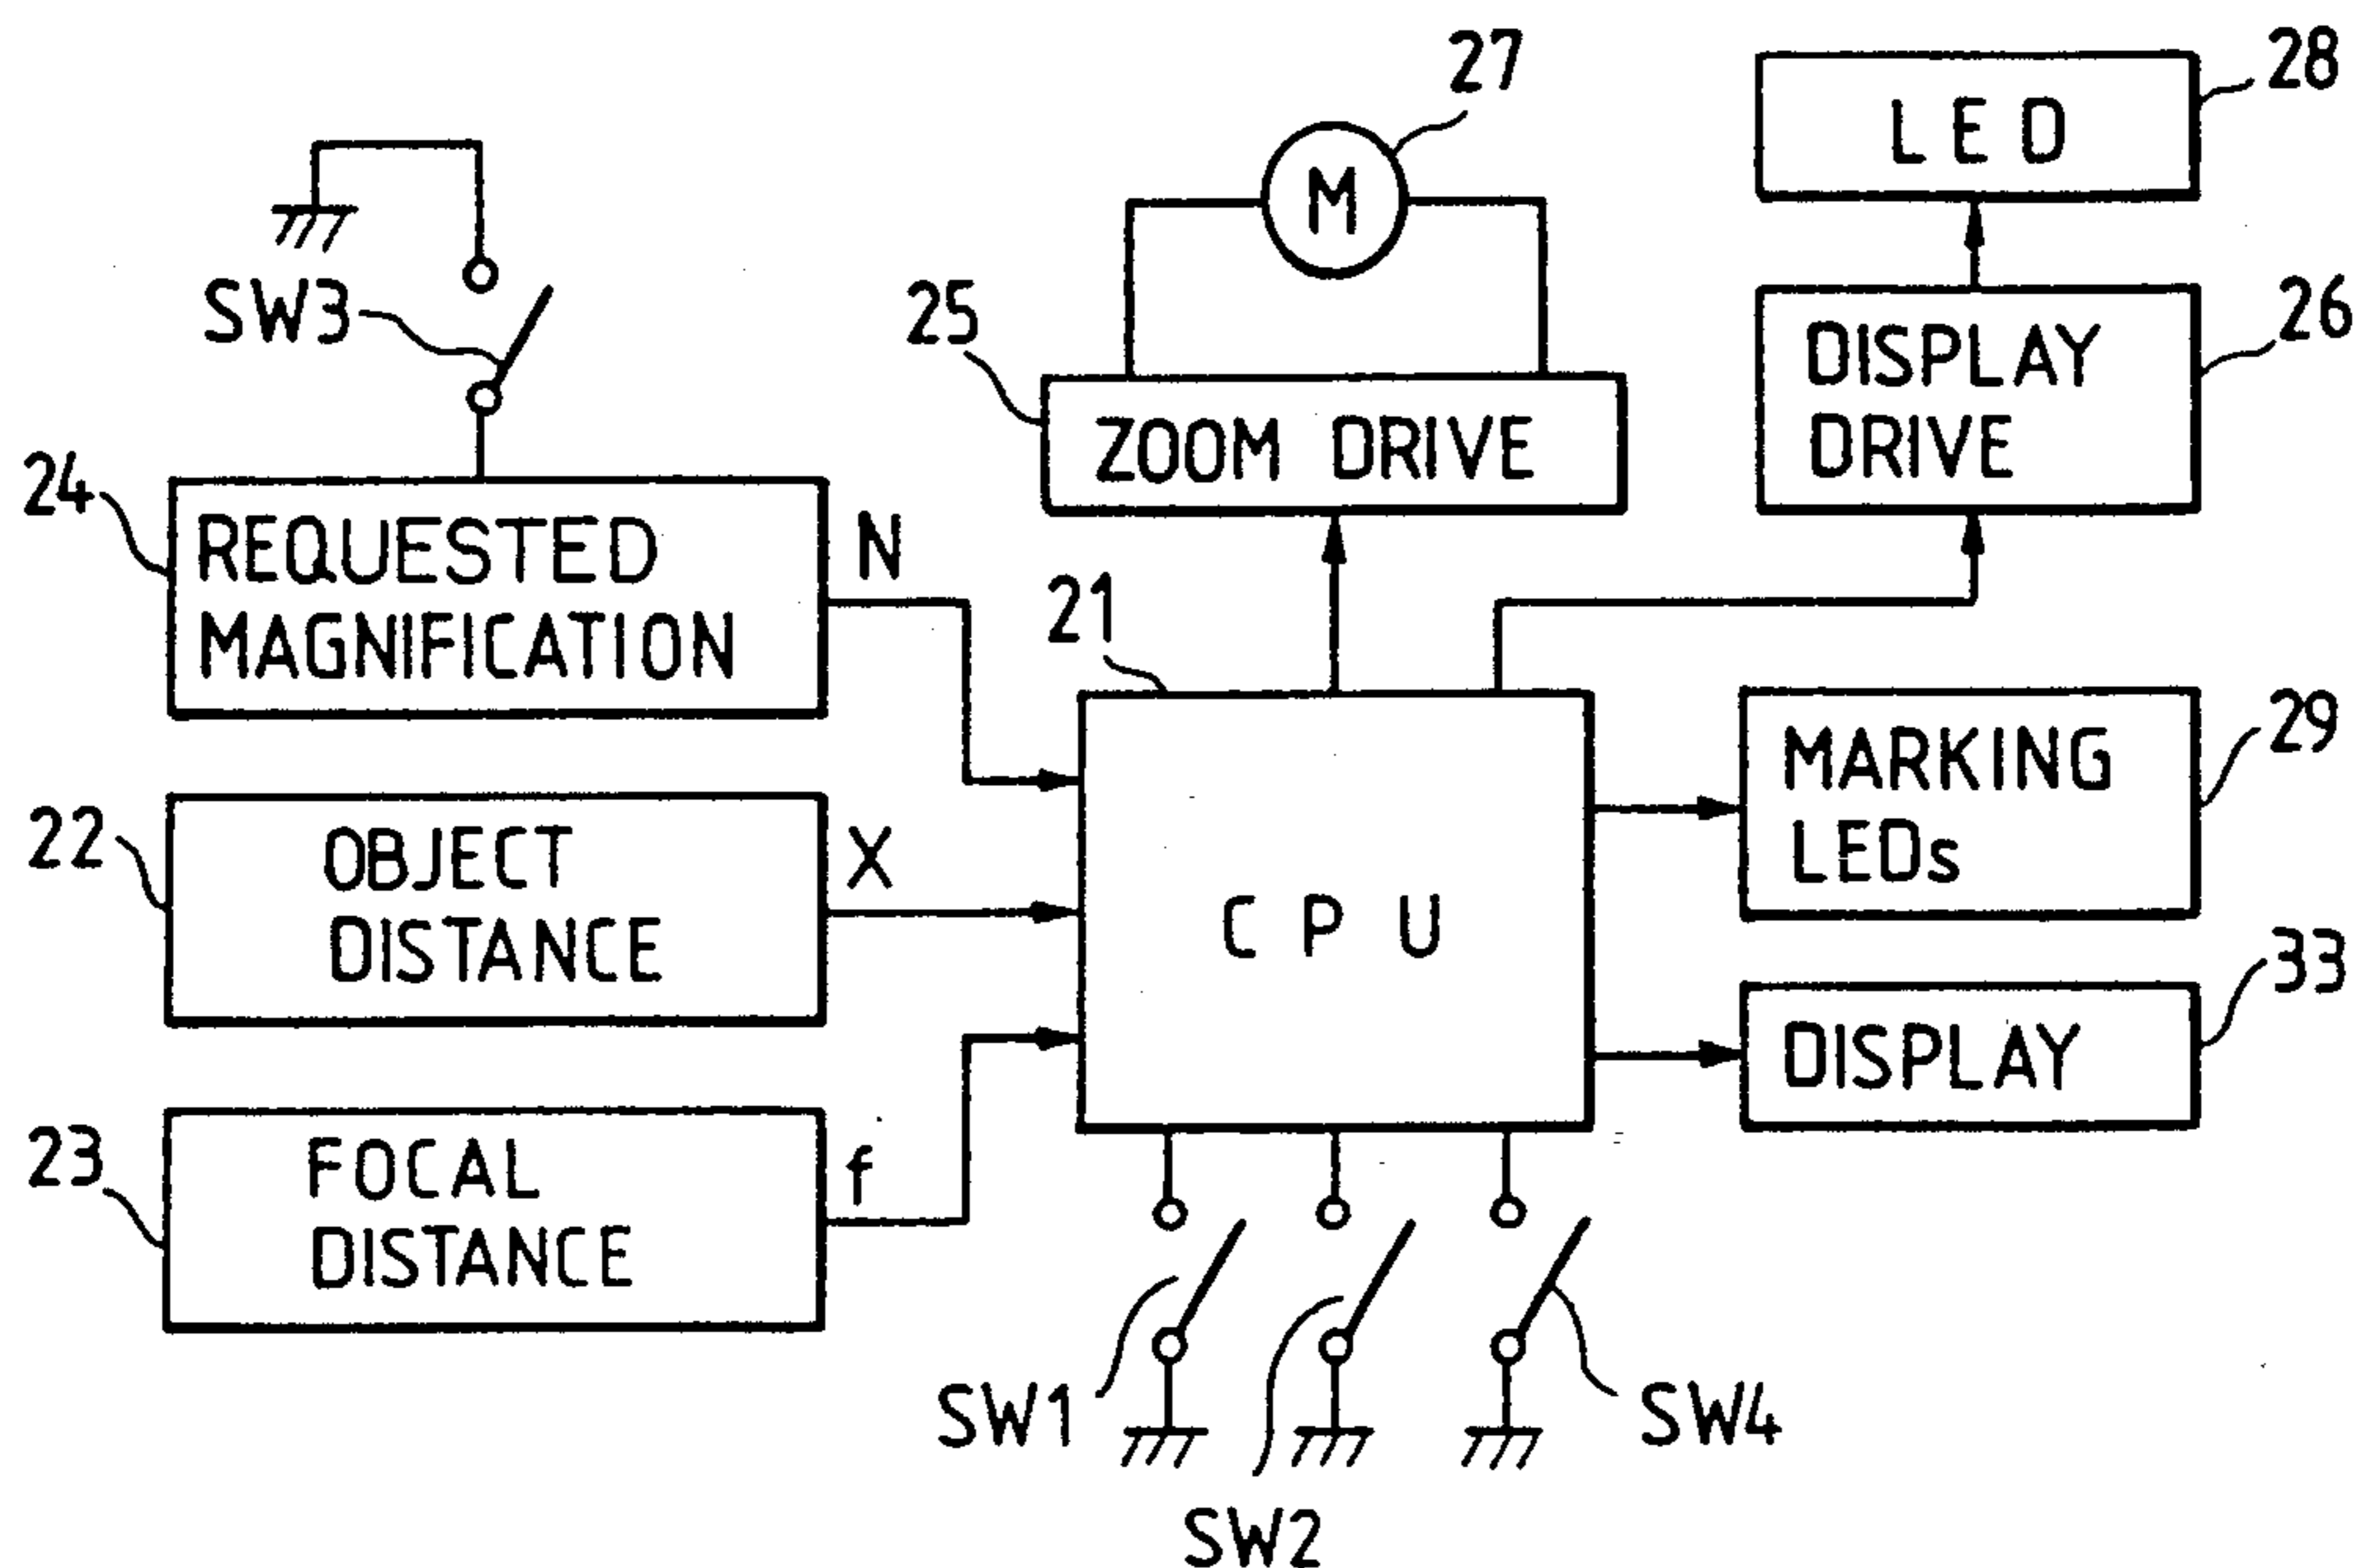 27
28
LED
M
SW3
25
26
DISPLAY
DRIVE
ZOOM DRIVE
24
REQUESTED
MAGNIFICATION
N
21
22
OBJECT
DISTANCE
X
CPU
MARKING
LEDs
29
33
DISPLAY
23
FOCAL
DISTANCE
f
SW1
SW2
SW4